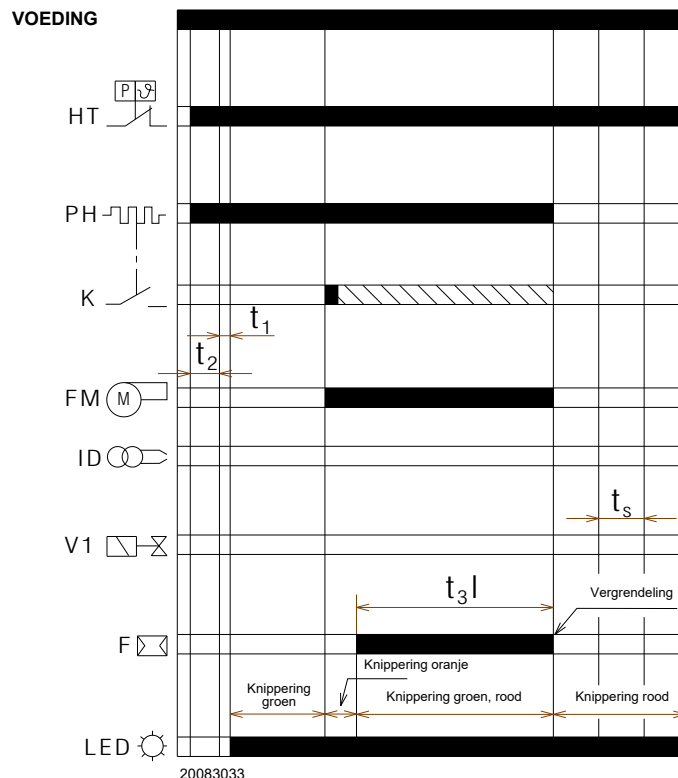 VOEDING
P ϑ
HT
PH
K
t1
t2
FM M
ID
ts
V1
t3l
Vergrendeling
F
Knippering oranje
Knippering groen
Knippering groen, rood
Knippering rood
LED
20083033